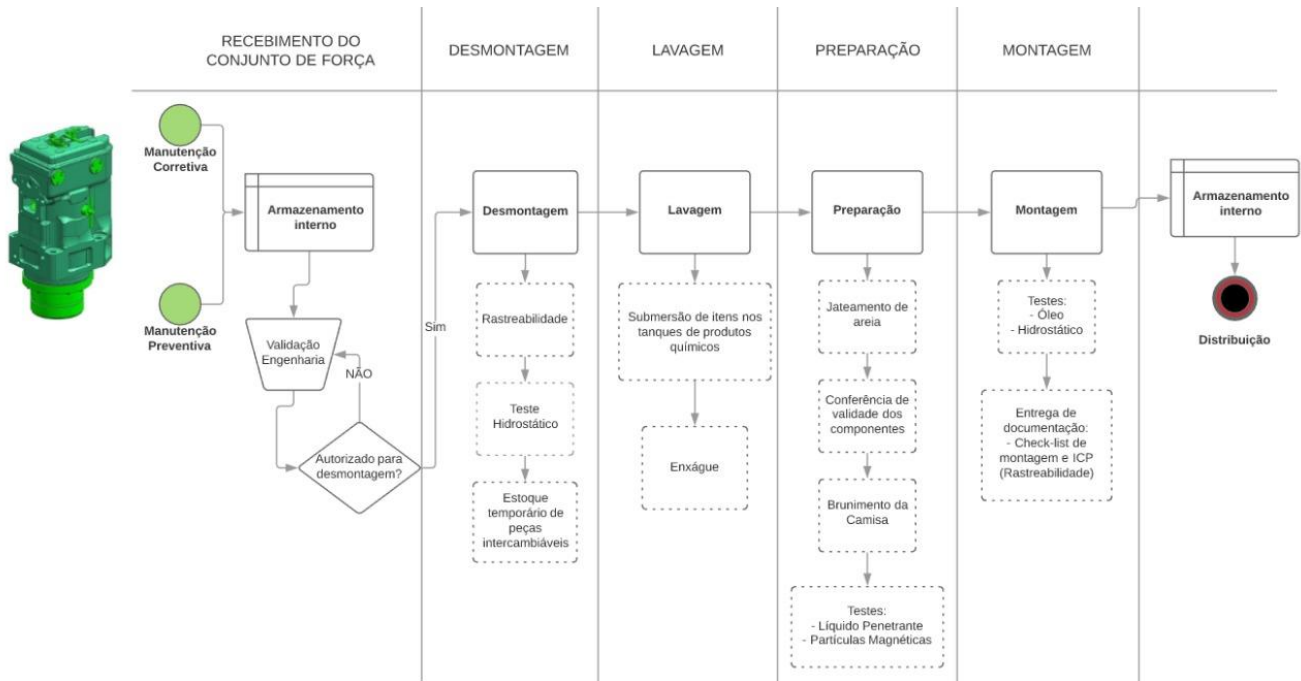 RECEBIMENTO DO
CONJUNTO DE FORÇA
DESMONTAGEM
LAVAGEM
PREPARAÇÃO
MONTAGEM
Manutenção
Corretiva
Manutenção
Preventiva
Armazenamento
interno
Validação
Engenharia
NÃO
Autorizado para
desmontagem?
Sim
Desmontagem
Rastreabilidade
Teste
Hidrostático
Estoque
temporário de
peças
intercambiáveis
Lavagem
Submersão de itens nos
tanques de produtos
químicos
Enxágue
Preparação
Jateamento de
areia
Conferência de
validade dos
componentes
Brunimento da
Camisa
Testes:
- Líquido Penetrante
- Partículas Magnéticas
Montagem
Testes:
- Óleo
- Hidrostático
Entrega de
documentação:
- Check-list de
montagem e ICP
(Rastreabilidade)
Armazenamento
interno
Distribuição